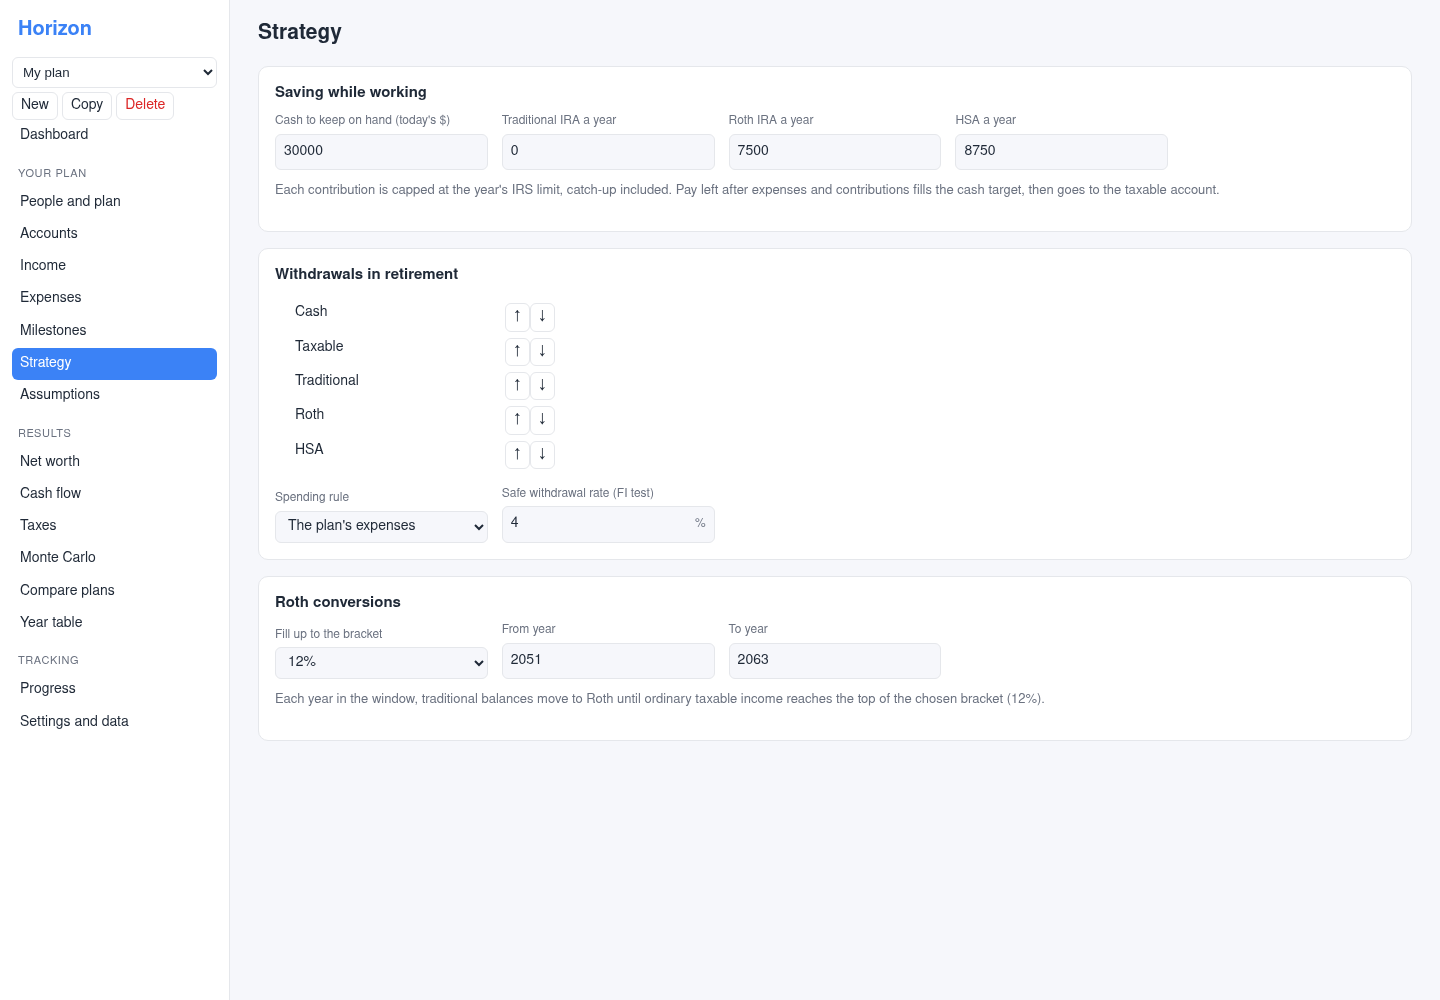 Horizon
My plan
New Copy Delete
Dashboard
YOUR PLAN
People and plan
Accounts
Income
Expenses
Milestones
Strategy
Assumptions
RESULTS
Net worth
Cash flow
Taxes
Monte Carlo
Compare plans
Year table
TRACKING
Progress
Settings and data
Strategy
Saving while working
Cash to keep on hand (today's $) Traditional IRA a year Roth IRA a year HSA a year
30000 0 7500 8750
Each contribution is capped at the year's IRS limit, catch-up included. Pay left after expenses and contributions fills the cash target, then goes to the taxable account.
Withdrawals in retirement
Cash ↑ ↓
Taxable ↑ ↓
Traditional ↑ ↓
Roth ↑ ↓
HSA ↑ ↓
Spending rule Safe withdrawal rate (FI test)
The plan's expenses 4 %
Roth conversions
Fill up to the bracket From year To year
12% 2051 2063
Each year in the window, traditional balances move to Roth until ordinary taxable income reaches the top of the chosen bracket (12%).